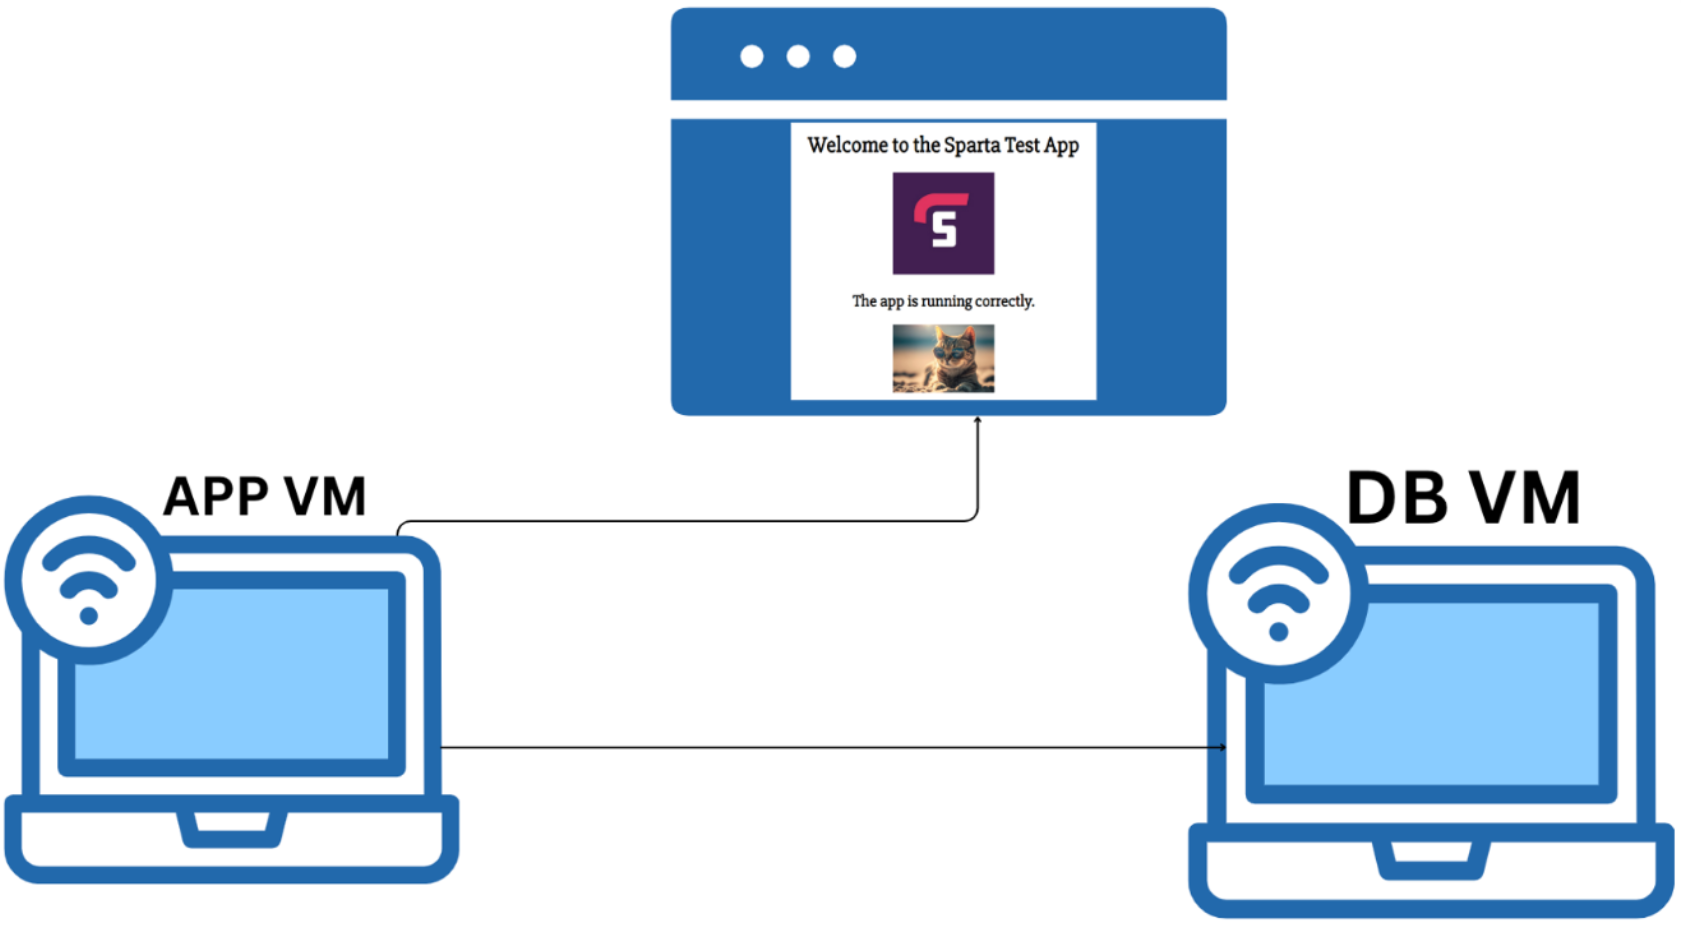 Welcome to the Sparta Test App
S
The app is running correctly.
APP VM
DB VM